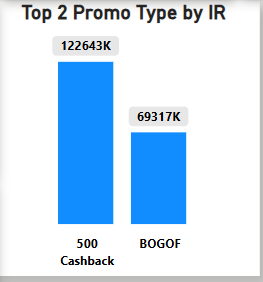 Top 2 Promo Type by IR
122643K
69317K
500
Cashback
BOGOF